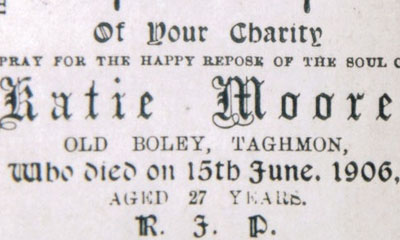 Of Your Charity
PRAY FOR THE HAPPY REPOSE OF THE SOUL O
Katie Moore
OLD BOLEY, TAGHMON,
Who died on 15th June. 1906,
AGED 27 YEARS.
R. I. P.